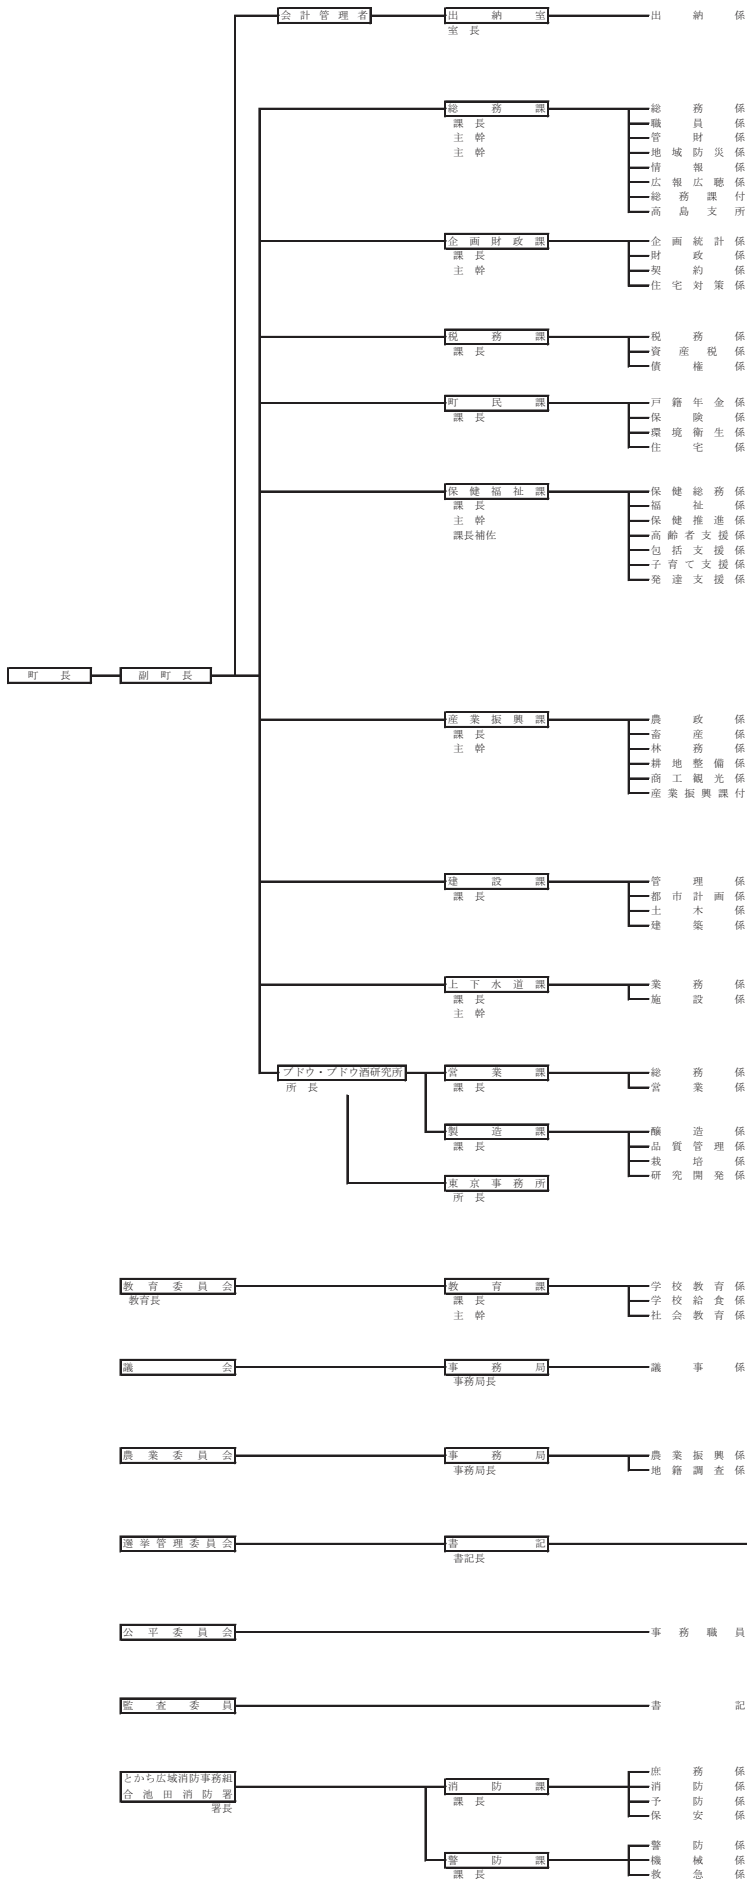 会計管理者 出納室 出納係
室長
総務課 総務係
課長 職員係
主幹 管財係
主幹 地域防災係
情報係
広報広聴係
総務課付
高島支所
企画財政課 企画統計係
課長 財政係
主幹 契約係
住宅対策係
税務課 税務係
課長 資産税係
債権係
町民課 戸籍年金係
課長 保険係
環境衛生係
住宅係
保健福祉課 保健総務係
課長 福祉係
主幹 保健推進係
課長補佐 高齢者支援係
包括支援係
子育て支援係
発達支援係
町長 副町長
産業振興課 農政係
課長 畜産係
主幹 林務係
耕地整備係
商工観光係
産業振興課付
建設課 管理係
課長 都市計画係
土木係
建築係
上下水道課 業務係
課長 施設係
主幹
ブドウ・ブドウ酒研究所 営業課 総務係
所長 課長 営業係
製造課 醸造係
課長 品質管理係
栽培係
研究開発係
東京事務所
所長
教育委員会 教育課 学校教育係
教育長 課長 学校給食係
主幹 社会教育係
議会 事務局 議事係
事務局長
農業委員会 事務局 農業振興係
事務局長 地籍調査係
選挙管理委員会 書記
書記長
公平委員会 事務職員
監査委員 書記
とかち広域消防事務組 庶務係
合池田消防署 消防課 消防係
署長 課長 予防係
保安係
警防係
警防課 機械係
課長 救急係